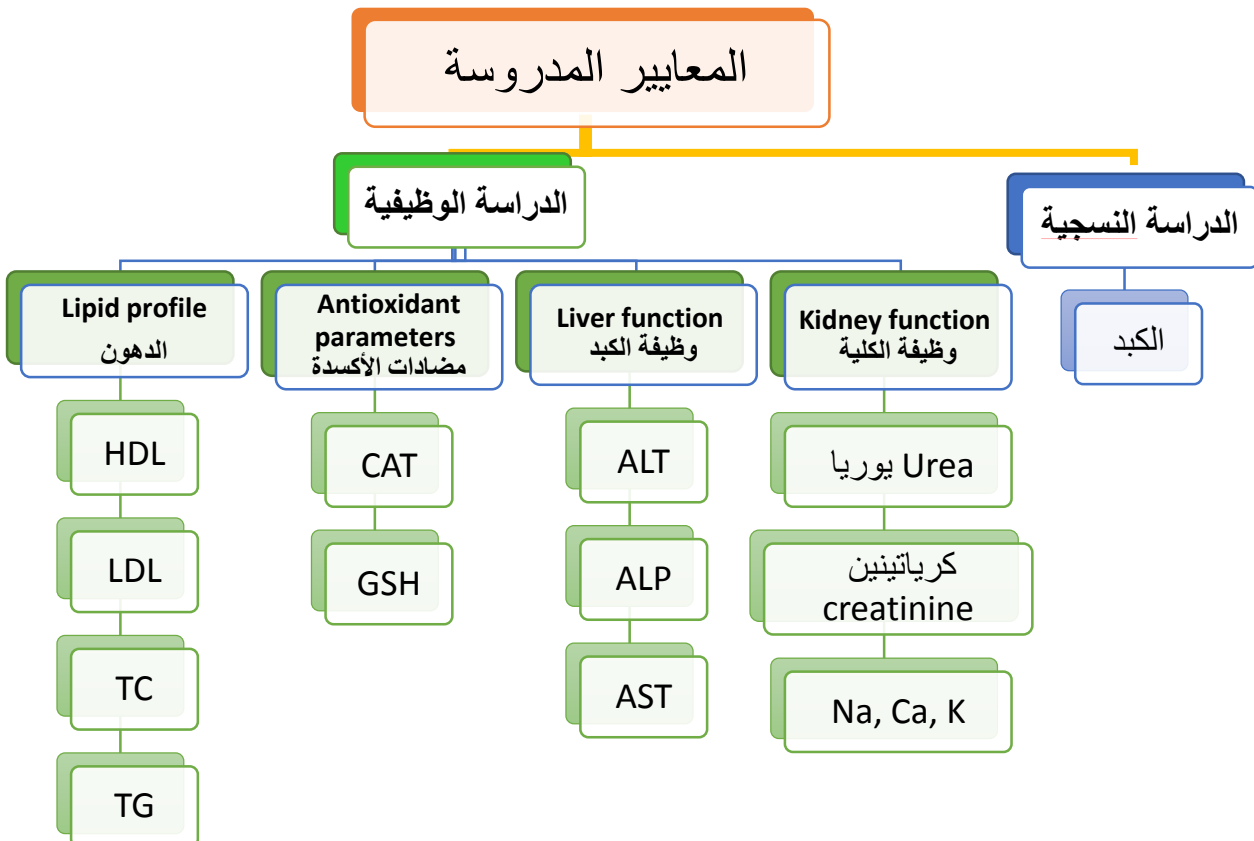 المعايير المدروسة
الدراسة الوظيفية
الدراسة النسجية
Lipid profile
الدهون
Antioxidant
parameters
مضادات الأكسدة
Liver function
وظيفة الكبد
Kidney function
وظيفة الكلية
الكبد
HDL
LDL
TC
TG
CAT
GSH
ALT
ALP
AST
يوريا Urea
كرياتينين
creatinine
Na, Ca, K